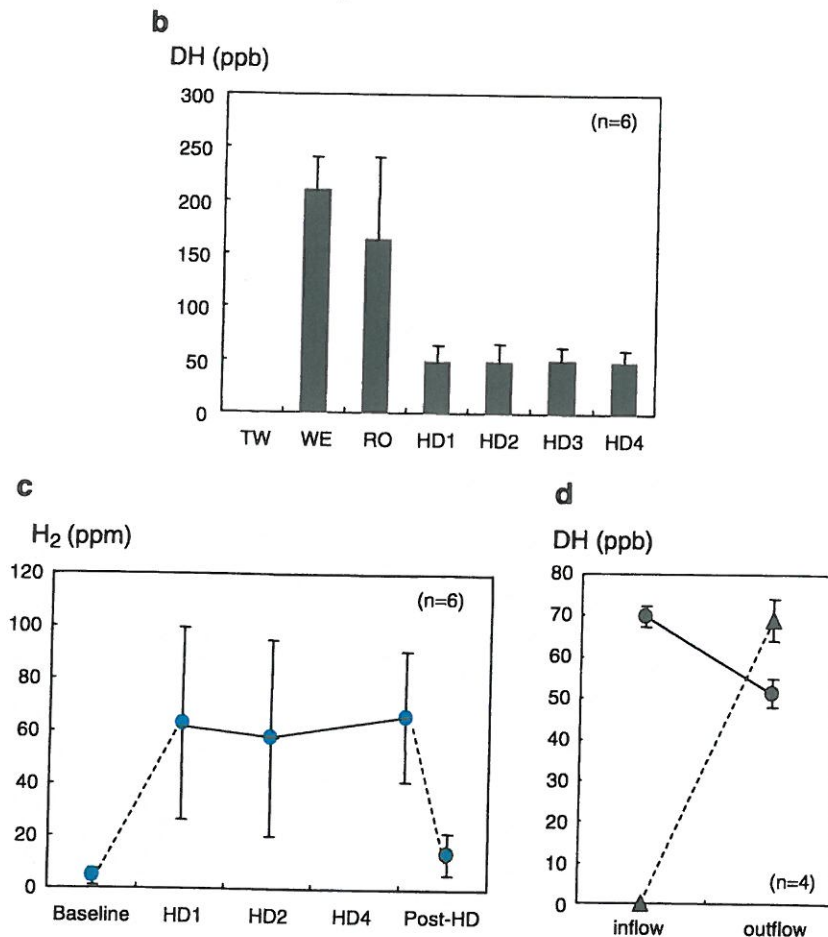 b
DH (ppb)
300
(n=6)
250
200
150
100
50
0
TW WE RO HD1 HD2 HD3 HD4
c
H2 (ppm)
120
(n=6)
100
80
60
40
20
0
Baseline HD1 HD2 HD4 Post-HD
d
DH (ppb)
80
70
60
50
40
30
20
10
(n=4)
0
inflow outflow